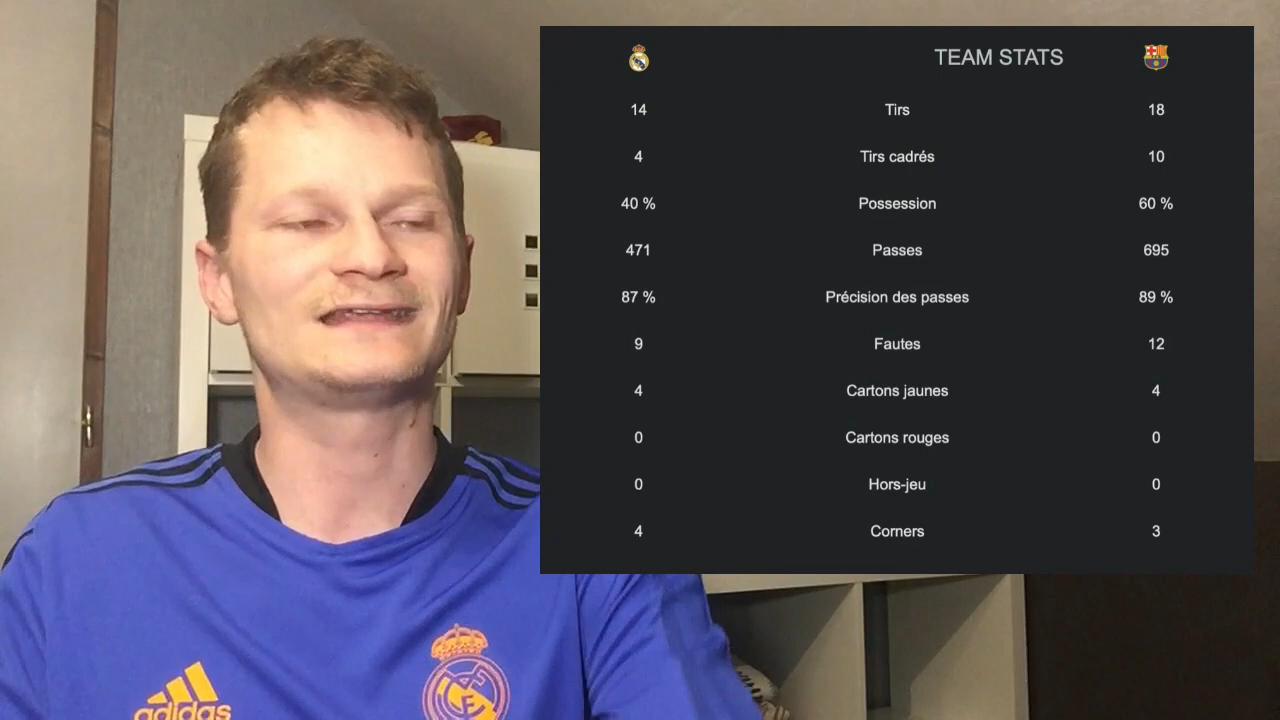 TEAM STATS
14 Tirs 18
4 Tirs cadrés 10
40 % Possession 60 %
471 Passes 695
87 % Précision des passes 89 %
9 Fautes 12
4 Cartons jaunes 4
0 Cartons rouges 0
0 Hors-jeu 0
4 Corners 3
adidas